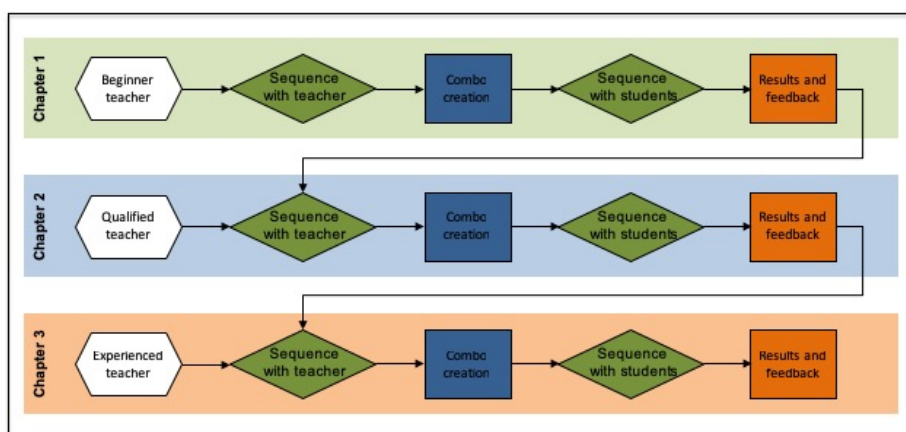 Chapter 1
Beginner
teacher
Sequence
with teacher
Combo
creation
Sequence
with students
Results and
feedback
Chapter 2
Qualified
teacher
Sequence
with teacher
Combo
creation
Sequence
with students
Results and
feedback
Chapter 3
Experienced
teacher
Sequence
with teacher
Combo
creation
Sequence
with students
Results and
feedback